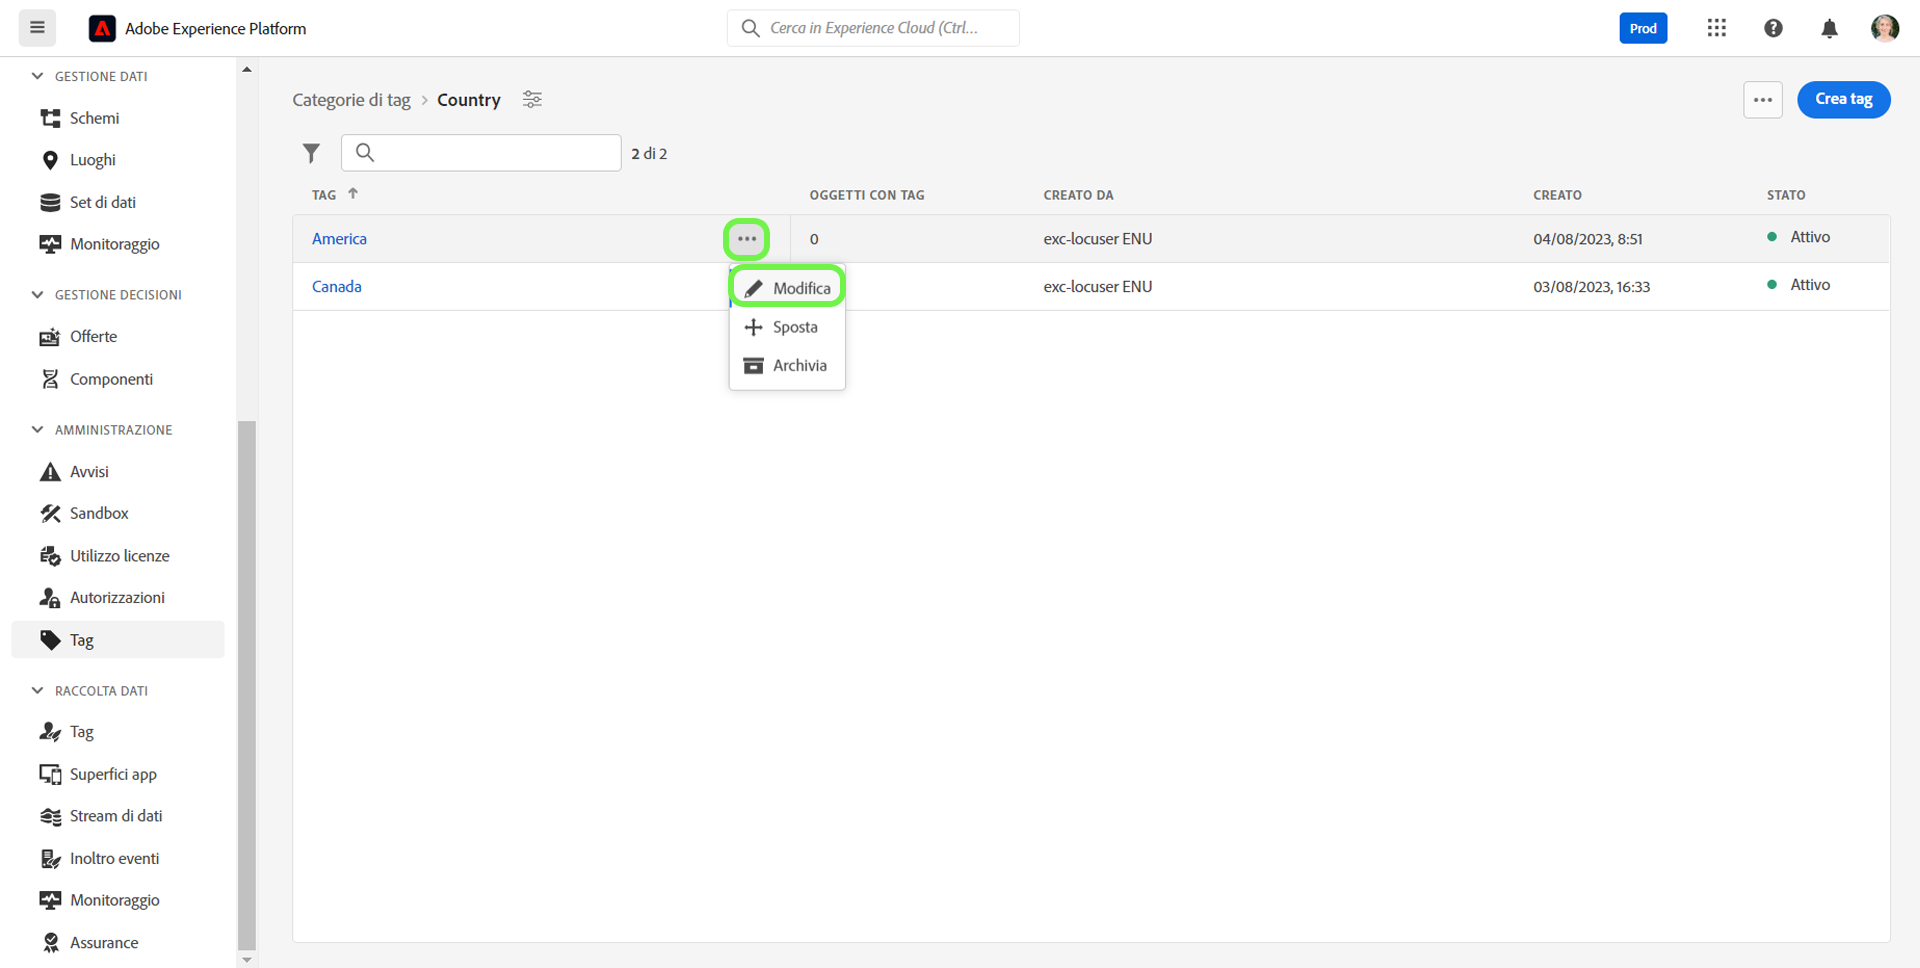 Adobe Experience Platform
Cerca in Experience Cloud (Ctrl...
Prod
GESTIONE DATI
Schemi
Luoghi
Set di dati
Monitoraggio
GESTIONE DECISIONI
Offerte
Componenti
AMMINISTRAZIONE
Avvisi
Sandbox
Utilizzo licenze
Autorizzazioni
Tag
RACCOLTA DATI
Tag
Superfici app
Stream di dati
Inoltro eventi
Monitoraggio
Assurance
Categorie di tag > Country
Crea tag
2 di 2
TAG OGGETTI CON TAG CREATO DA CREATO STATO
America 0 exc-locuser ENU 04/08/2023, 8:51 Attivo
Canada exc-locuser ENU 03/08/2023, 16:33 Attivo
Modifica
Sposta
Archivia